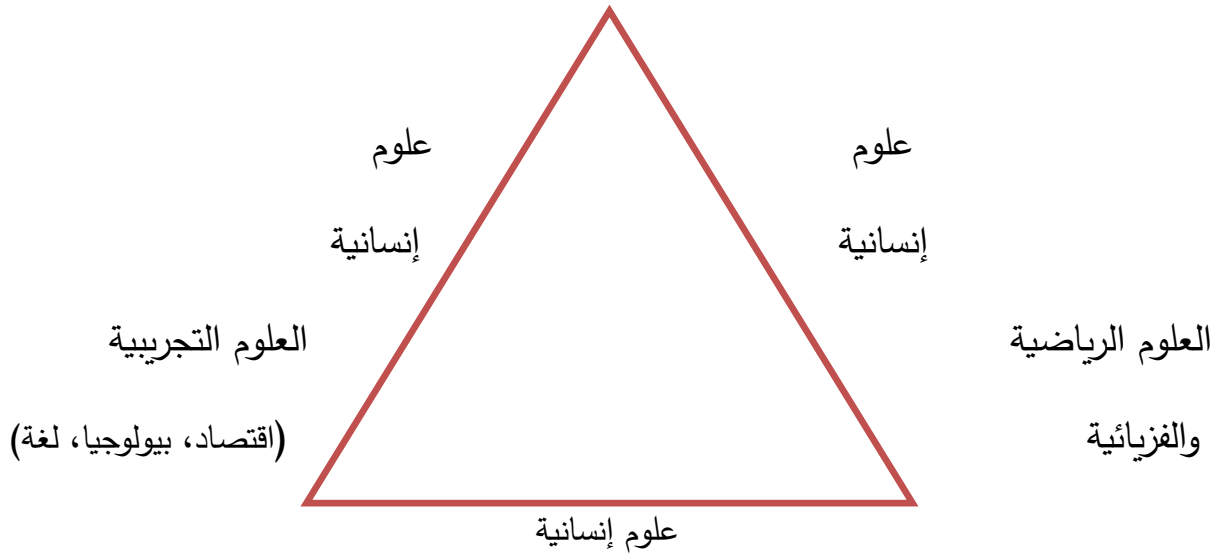 علوم
إنسانية
علوم
إنسانية
العلوم الرياضية
والفزيائية
العلوم التجريبية
(اقتصاد، بيولوجيا، لغة)
علوم إنسانية